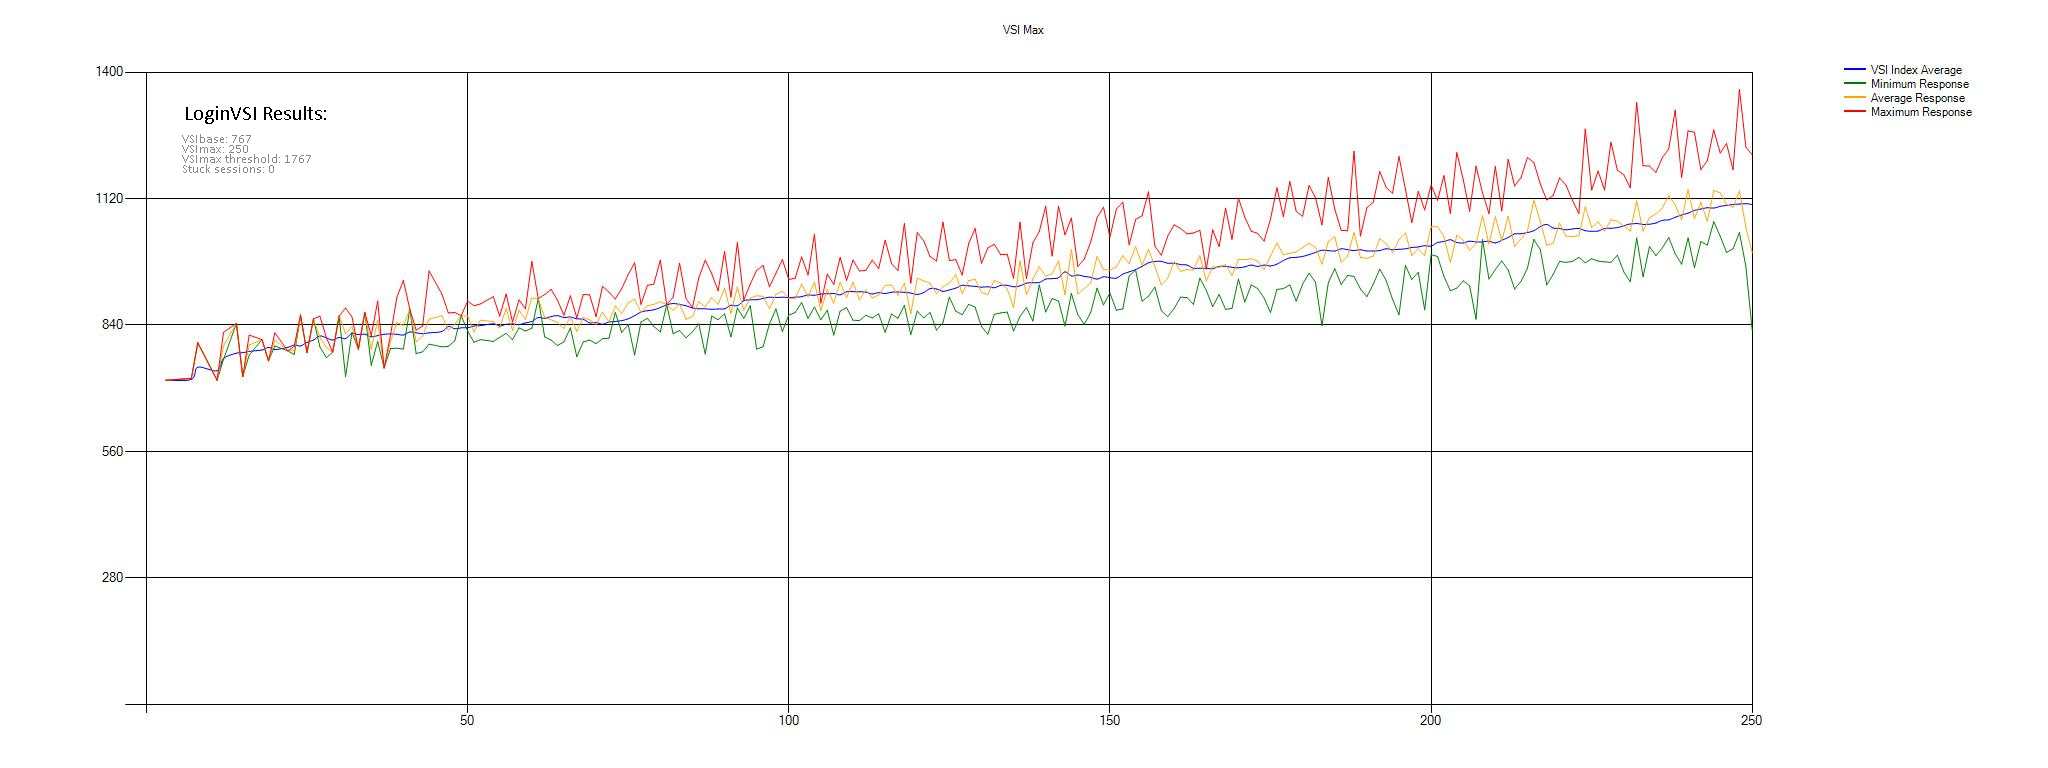 VSI Max
1400
1120
840
560
280
50
100
150
200
250
LoginVSI Results:
VSIbase: 767
VSImax: 250
VSImax threshold: 1767
Stuck sessions: 0
VSI Index Average
Minimum Response
Average Response
Maximum Response